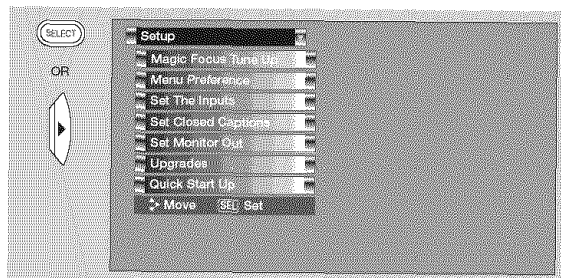 SELECT
OR
Setup
Magic Focus Tune Up
Menu Preference
Set The Inputs
Set Closed Captions
Set Monitor Out
Upgrades
Quick Start Up
Move SEL Set